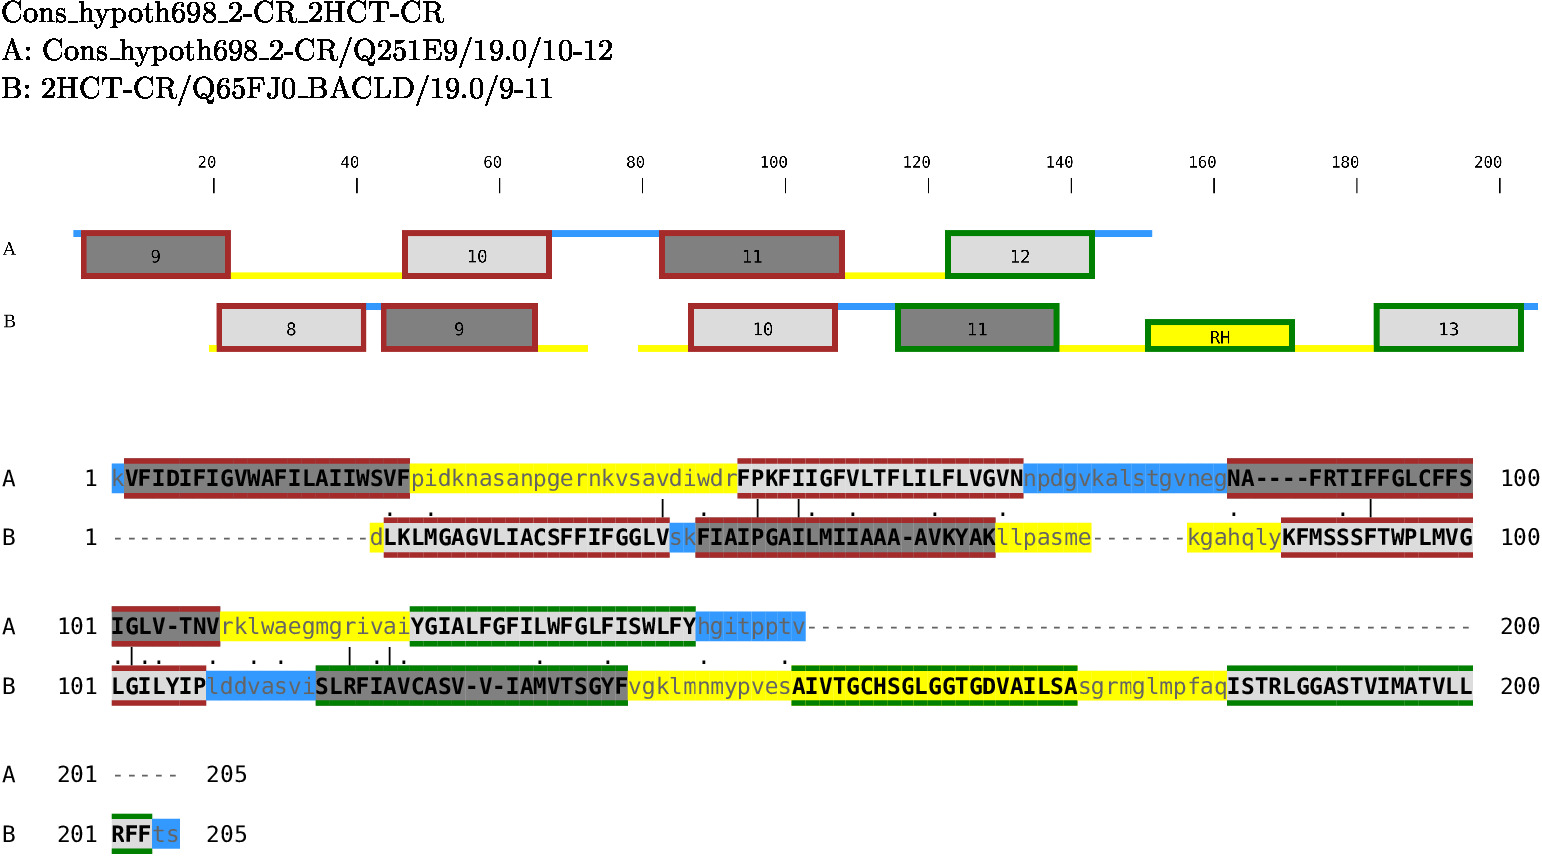 Cons_hypoth698_2-CR_2HCT-CR
A: Cons_hypoth698_2-CR/Q251E9/19.0/10-12
B: 2HCT-CR/Q65FJ0_BACLD/19.0/9-11
20 40 60 80 100 120 140 160 180 200
A 9 10 11 12
B 8 9 10 11 RH 13
A 1 kVFIDIFIGVWAFILAIIWSVFpidknasanpgernkvsavdiwdrFPKFIIGFVLTFLILFLVGVNnpdgvkalstgvnegNA----FRTIFFGLCFFS 100
B 1 -------------------dLKLMGAGVLIACSFFIFGGLVskFIAIPGAILMIIAAA-AVKYAKllpasme-------kgahqlyKFMSSSFTWPLMVG 100
A 101 IGLV-TNVrklwaegmgrivaiYGIALFGFILWFGLFISWLFYhgitpptv------------------------------------------------- 200
B 101 LGILYIPlddvasviSLRFIAVCASV-V-IAMVTSGYFvgklmnmypvesAIVTGCHSGLGGTGDVAILSAsgrmglmpfaqISTRLGGASTVIMATVLL 200
A 201 ----- 205
B 201 RFFts 205